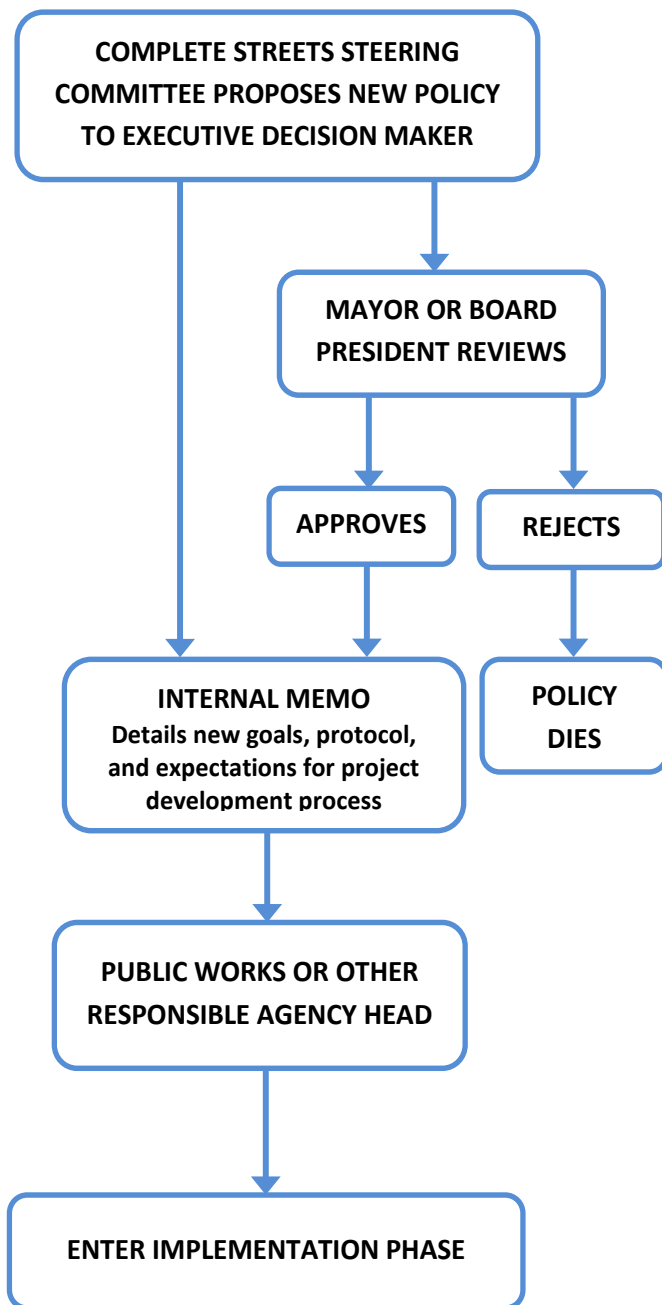 COMPLETE STREETS STEERING
COMMITTEE PROPOSES NEW POLICY
TO EXECUTIVE DECISION MAKER
MAYOR OR BOARD
PRESIDENT REVIEWS
APPROVES
REJECTS
INTERNAL MEMO
Details new goals, protocol,
and expectations for project
development process
POLICY
DIES
PUBLIC WORKS OR OTHER
RESPONSIBLE AGENCY HEAD
ENTER IMPLEMENTATION PHASE